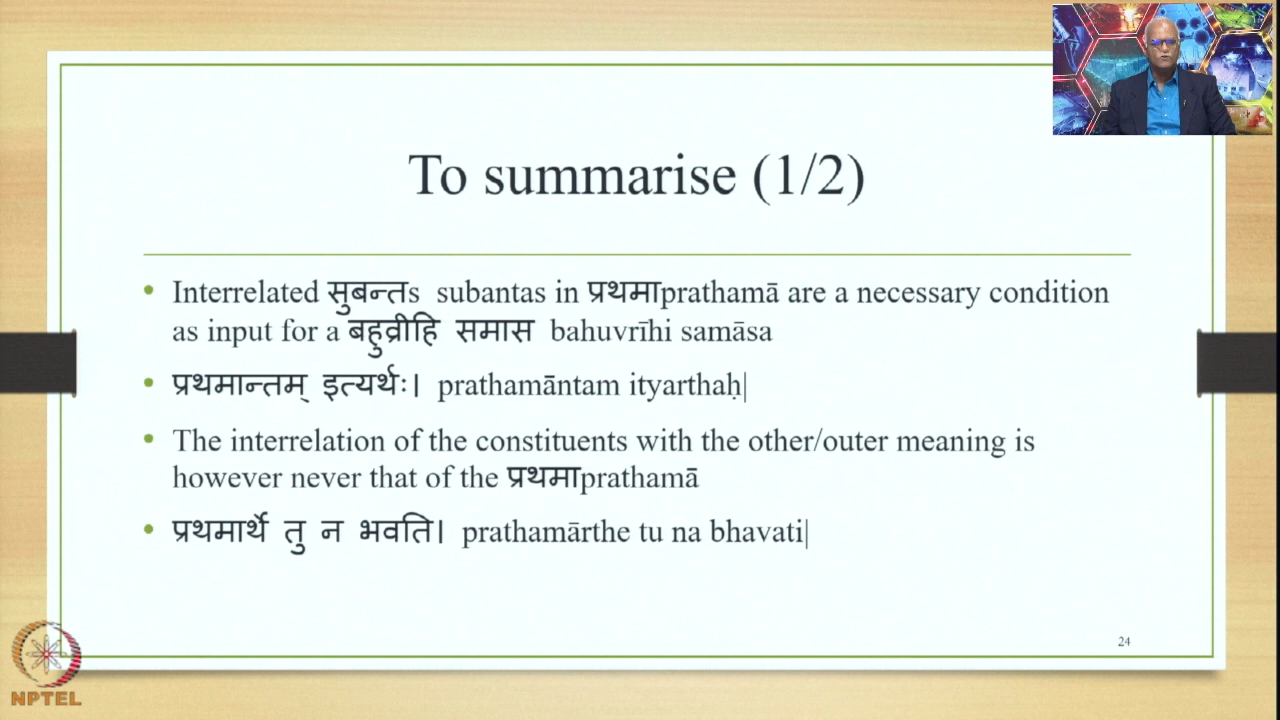 To summarise (1/2)
• Interrelated सुबन्तs subantas in प्रथमाprathamā are a necessary condition
as input for a बहुव्रीहि समास bahuvrīhi samāsa
• प्रथमान्तम् इत्यर्थः। prathamāntam ityarthaḥ|
• The interrelation of the constituents with the other/outer meaning is
however never that of the प्रथमाprathamā
• प्रथमार्थे तु न भवति। prathamārthe tu na bhavati|
24
NPTEL